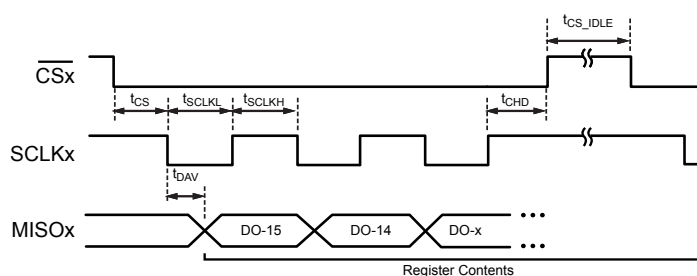 tCS_IDLE
CSx
tCS tSCLKL tSCLKH tCHD
SCLKx
tDAV
MISOx DO-15 DO-14 DO-x •••
•••
Register Contents